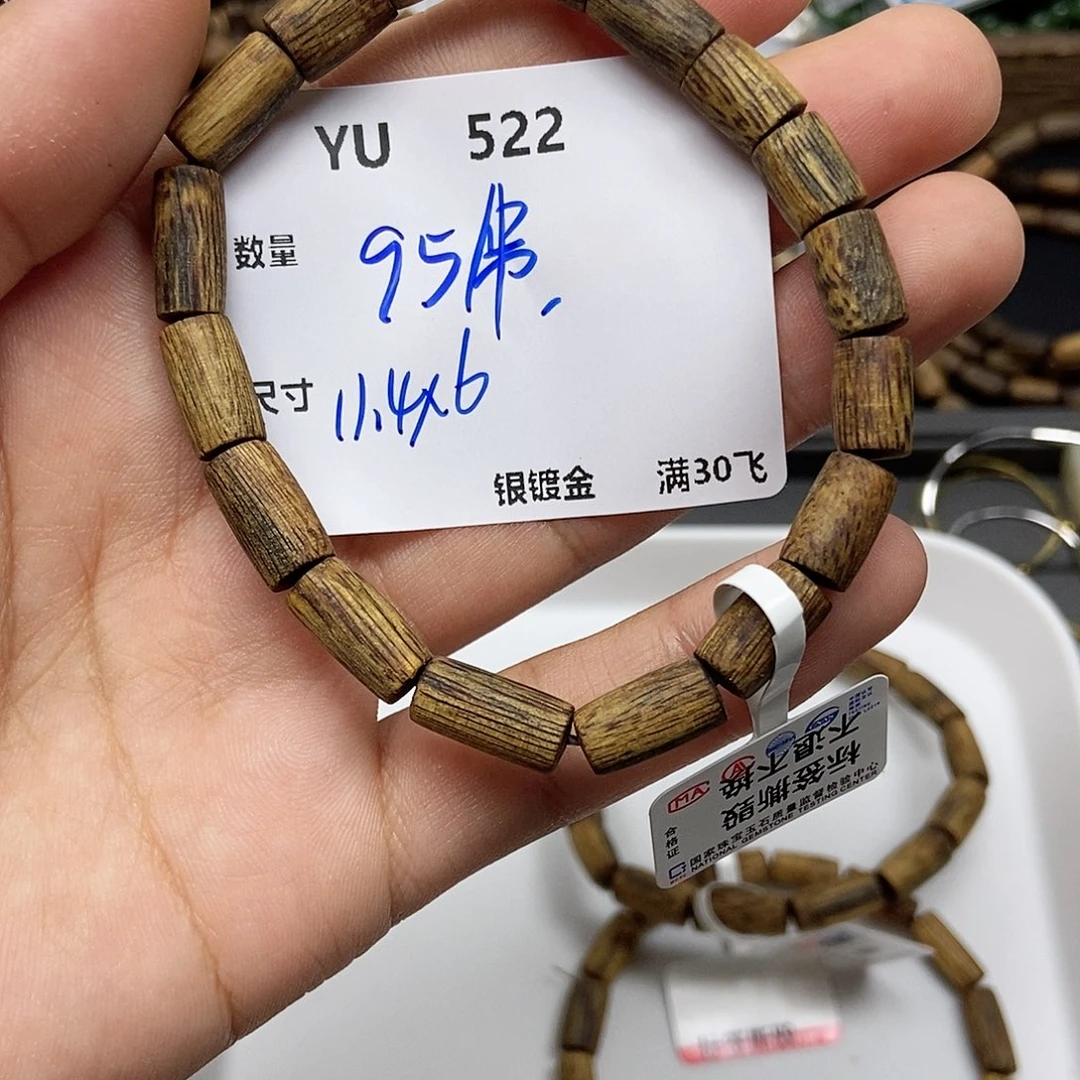 YU 522
数量 95串.
尺寸 11.4x6
银镀金 满30飞
标签撕毁
不退不换
MA
合格证
国家珠宝玉石质量监督检验中心
NATIONAL GEMSTONE TESTING CENTER